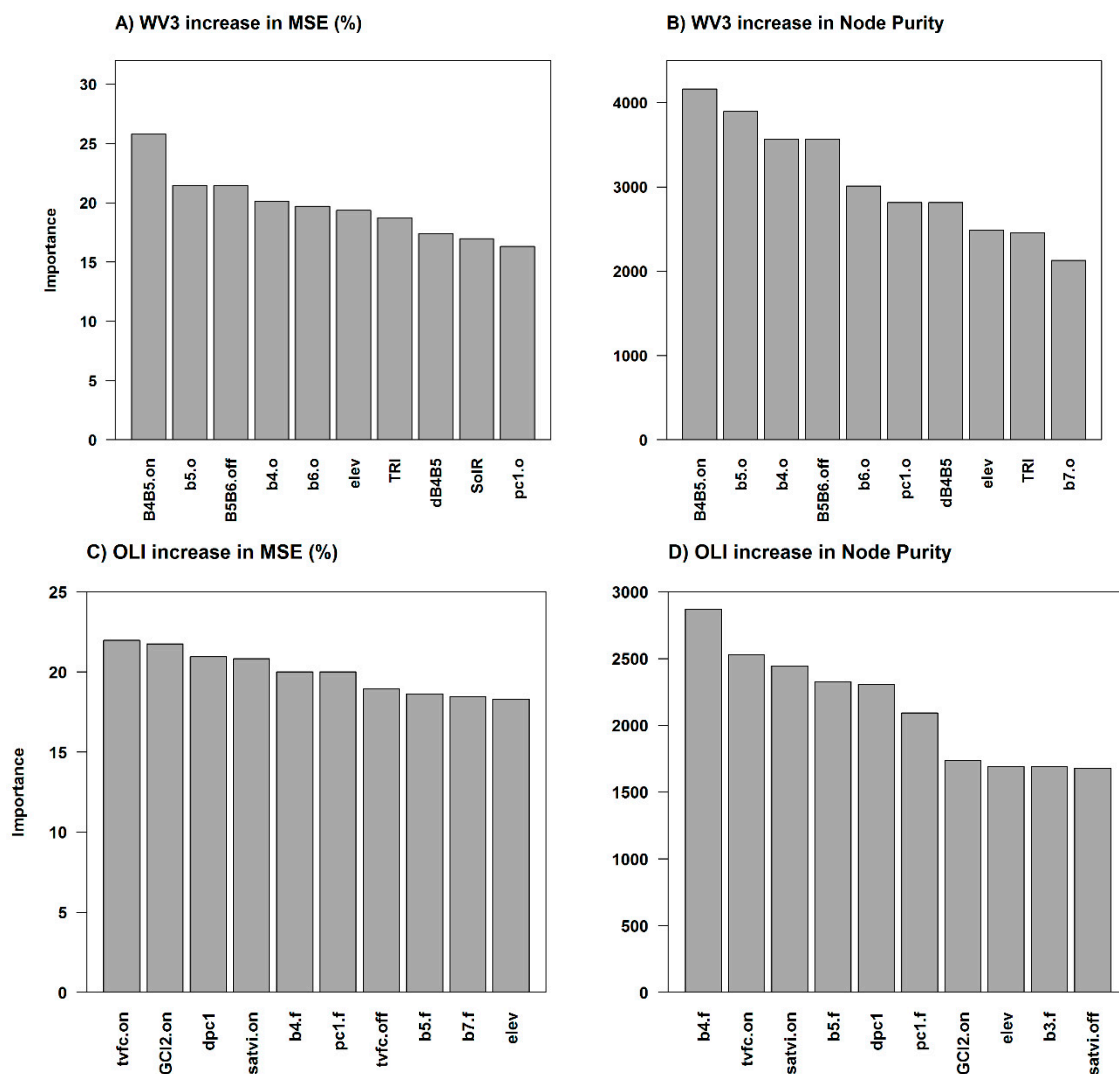 A) WV3 increase in MSE (%)
30
25
20
15
10
5
0
Importance
B4B5.on
b5.o
B5B6.off
b4.o
b6.o
elev
TRI
dB4B5
SolR
pc1.o
B) WV3 increase in Node Purity
4000
3000
2000
1000
0
B4B5.on
b5.o
b4.o
B5B6.off
b6.o
pc1.o
dB4B5
elev
TRI
b7.o
C) OLI increase in MSE (%)
25
20
15
10
5
0
Importance
tvfc.on
GCI2.on
dpc1
satvi.on
b4.f
pc1.f
tvfc.off
b5.f
b7.f
elev
D) OLI increase in Node Purity
3000
2500
2000
1500
1000
500
0
b4.f
tvfc.on
satvi.on
b5.f
dpc1
pc1.f
GCI2.on
elev
b3.f
satvi.off